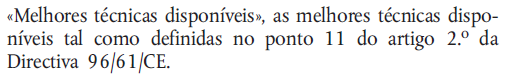 «Melhores técnicas disponíveis», as melhores técnicas dispo-
níveis tal como definidas no ponto 11 do artigo 2.º da
Directiva 96/61/CE.